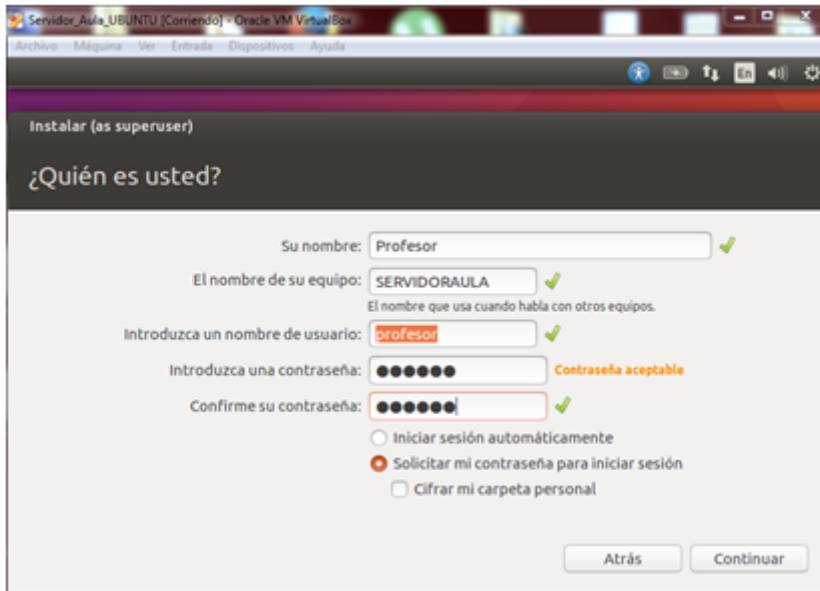 Servidor_Aula_UBUNTU [Corriendo] - Oracle VM VirtualBox
Archivo Máquina Ver Entrada Dispositivos Ayuda
En
Instalar (as superuser)
¿Quién es usted?
Su nombre: Profesor
El nombre de su equipo: SERVIDORAULA
El nombre que usa cuando habla con otros equipos.
Introduzca un nombre de usuario: profesor
Introduzca una contraseña: ●●●●●● Contraseña aceptable
Confirme su contraseña: ●●●●●●
Iniciar sesión automáticamente
Solicitar mi contraseña para iniciar sesión
Cifrar mi carpeta personal
Atrás Continuar